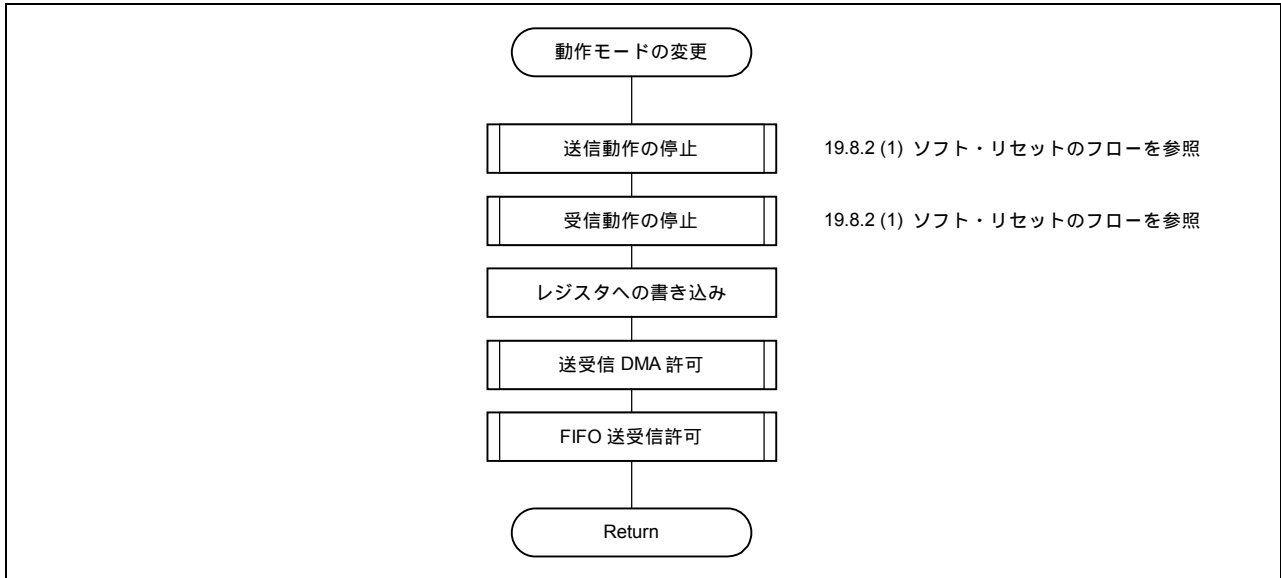 動作モードの変更
送信動作の停止 19.8.2 (1) ソフト・リセットのフローを参照
受信動作の停止 19.8.2 (1) ソフト・リセットのフローを参照
レジスタへの書き込み
送受信 DMA 許可
FIFO 送受信許可
Return